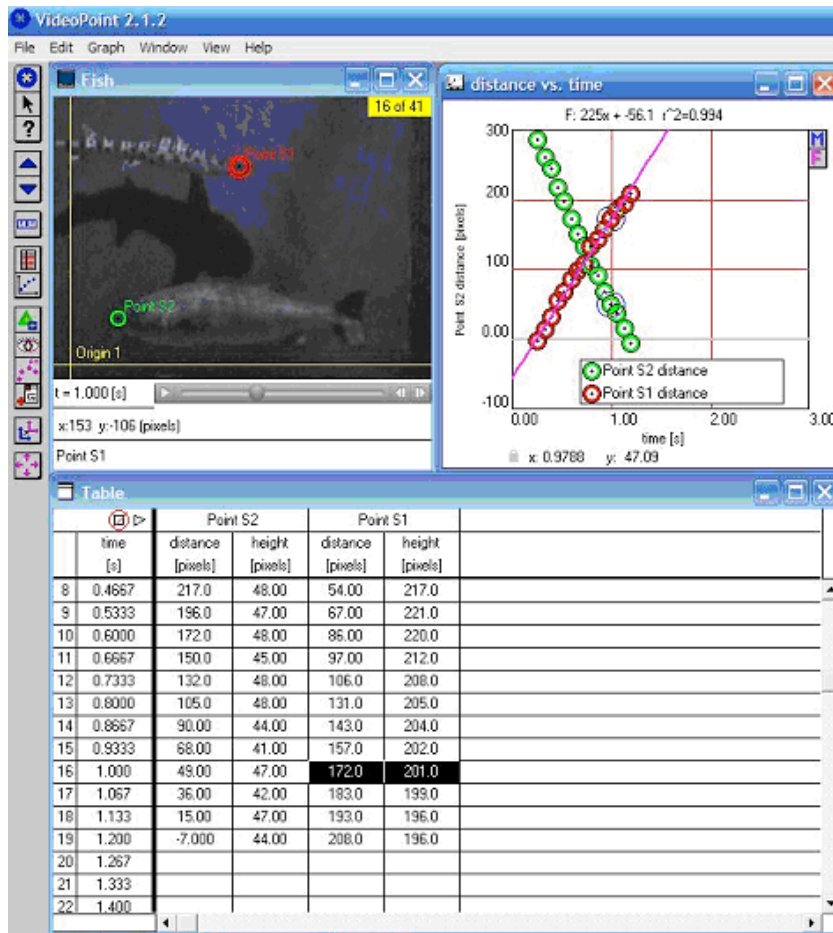 VideoPoint 2.1.2
File Edit Graph Window View Help
Fish
16 of 41
Point S1
Point S2
Origin 1
t = 1.000 [s]
x:153 y:-106 (pixels)
Point S1
distance vs. time
F: 225x + -56.1 r^2=0.994
M
F
300
200
100
0.00
-100
Point S2 distance [pixels]
Point S2 distance
Point S1 distance
0.00 1.00 2.00 3.00
time [s]
x: 0.9788 y: 47.09
Table
Point S2 Point S1
time distance height distance height
[s] [pixels] [pixels] [pixels] [pixels]
8 0.4667 217.0 48.00 54.00 217.0
9 0.5333 196.0 47.00 67.00 221.0
10 0.6000 172.0 48.00 86.00 220.0
11 0.6667 150.0 45.00 97.00 212.0
12 0.7333 132.0 48.00 106.0 208.0
13 0.8000 105.0 48.00 131.0 205.0
14 0.8667 90.00 44.00 143.0 204.0
15 0.9333 68.00 41.00 157.0 202.0
16 1.000 49.00 47.00 172.0 201.0
17 1.067 36.00 42.00 183.0 199.0
18 1.133 15.00 47.00 193.0 196.0
19 1.200 -7.000 44.00 208.0 196.0
20 1.267
21 1.333
22 1.400